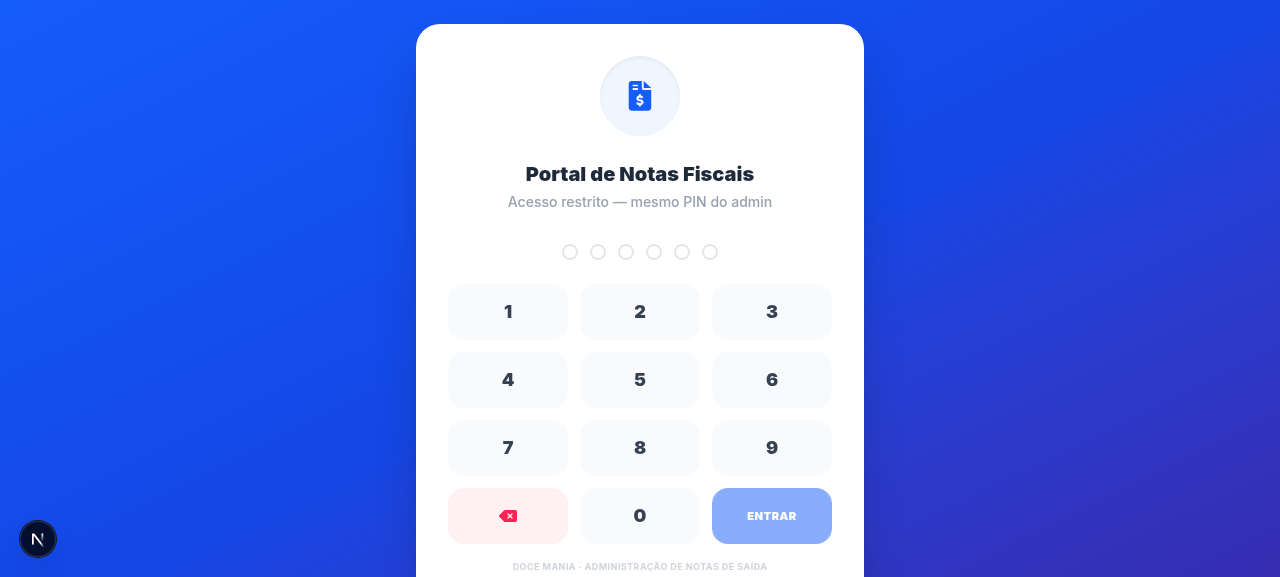 $
Portal de Notas Fiscais
Acesso restrito — mesmo PIN do admin
1 2 3
4 5 6
7 8 9
0 ENTRAR
N
DOCE MANIA · ADMINISTRAÇÃO DE NOTAS DE SAÍDA